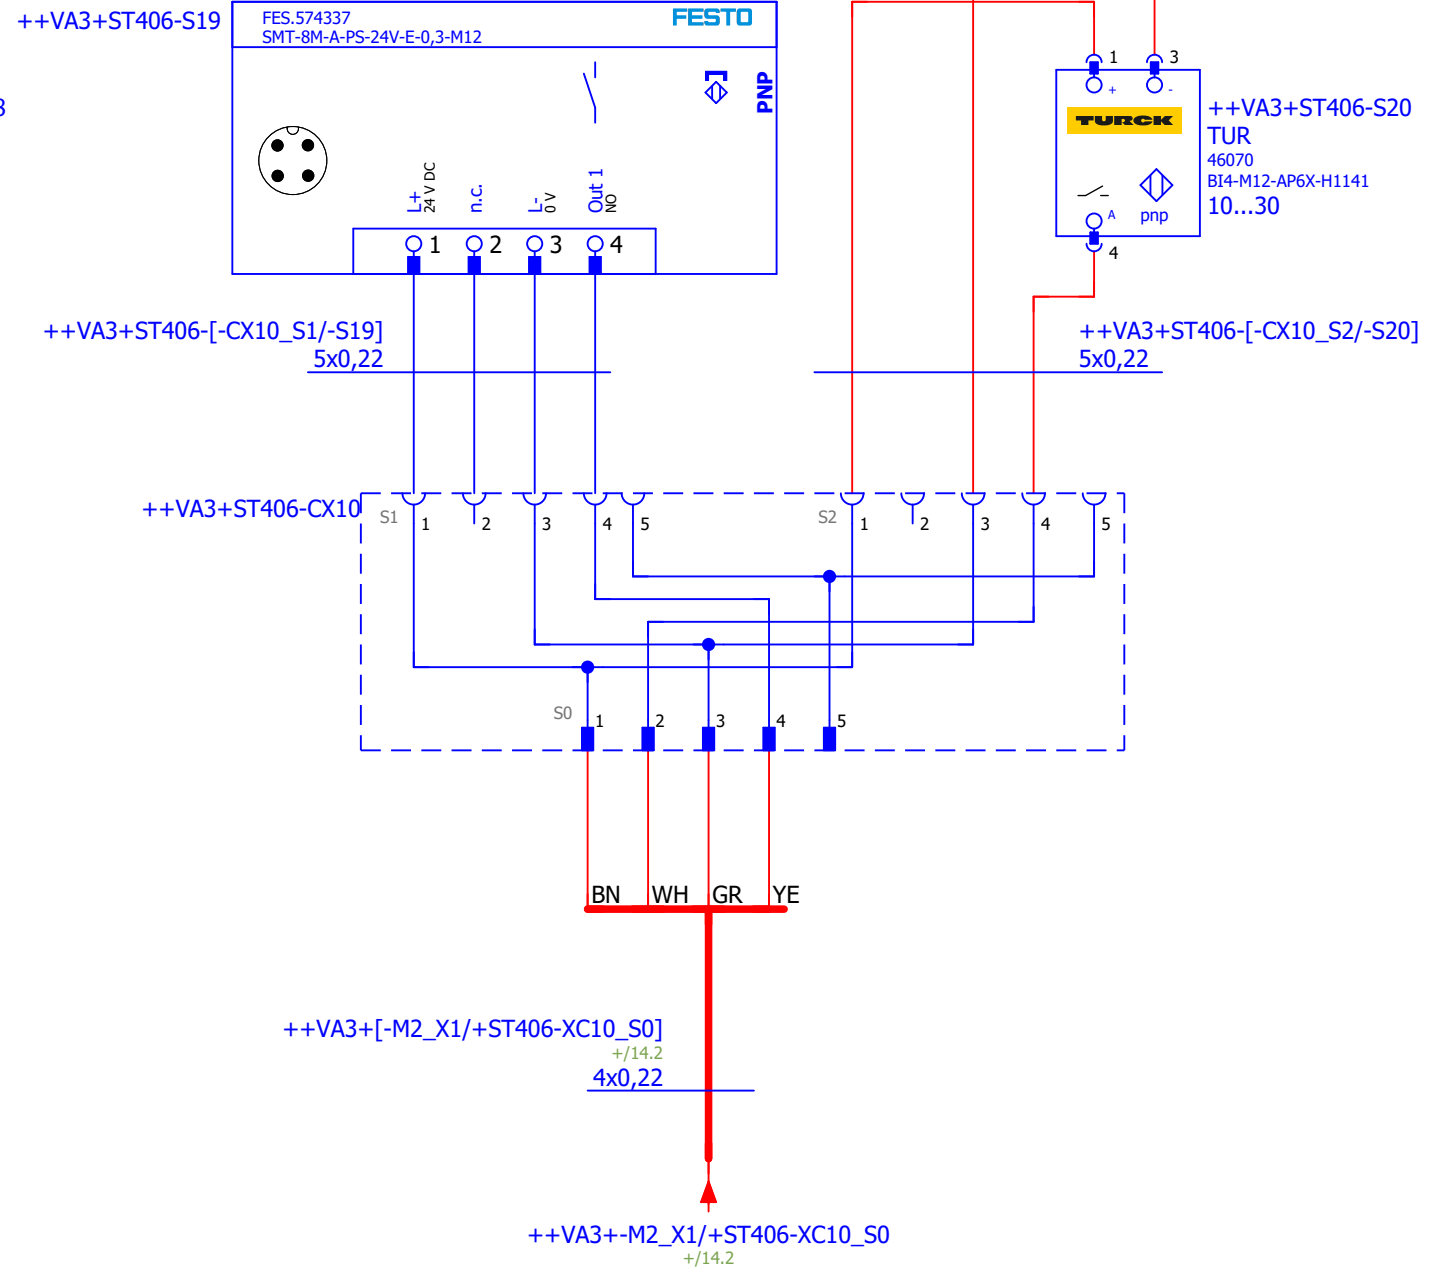 ++VA3+ST406-S19
FES.574337
SMT-8M-A-PS-24V-E-0,3-M12
FESTO
PNP
L+
24 V DC
n.c.
L-
0 V
Out 1
NO
1 2 3 4
1 3
+ -
TURCK
A
pnp
4
++VA3+ST406-S20
TUR
46070
BI4-M12-AP6X-H1141
10...30
++VA3+ST406-[-CX10_S1/-S19]
5x0,22
++VA3+ST406-[-CX10_S2/-S20]
5x0,22
++VA3+ST406-CX10
S1 1 2 3 4 5 S2 1 2 3 4 5
S0 1 2 3 4 5
BN WH GR YE
++VA3+[-M2_X1/+ST406-XC10_S0]
+/14.2
4x0,22
++VA3+-M2_X1/+ST406-XC10_S0
+/14.2